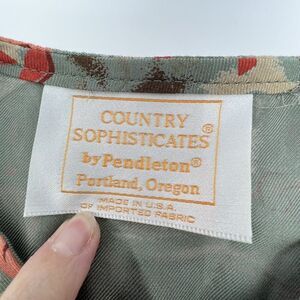 COUNTRY
SOPHISTICATES®
by Pendleton®
Portland, Oregon
MADE IN U.S.A.
OF IMPORTED FABRIC